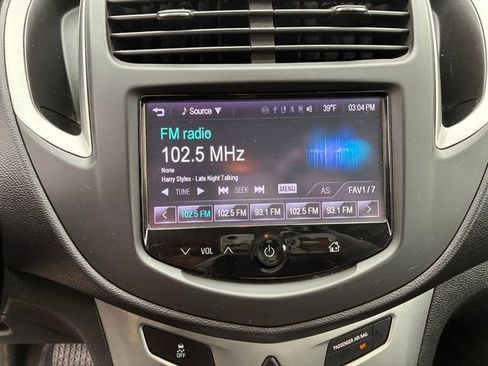 ♪ Source ▼ 39°F 03:04 PM
FM radio
102.5 MHz
None
Harry Styles - Late Night Talking
◀ TUNE ▶ ⏮ SEEK ⏭ MENU AS FAV1/7
102.5 FM 102.5 FM 93.1 FM 102.5 FM 93.1 FM
VOL
PASSENGER AIR BAG
OFF